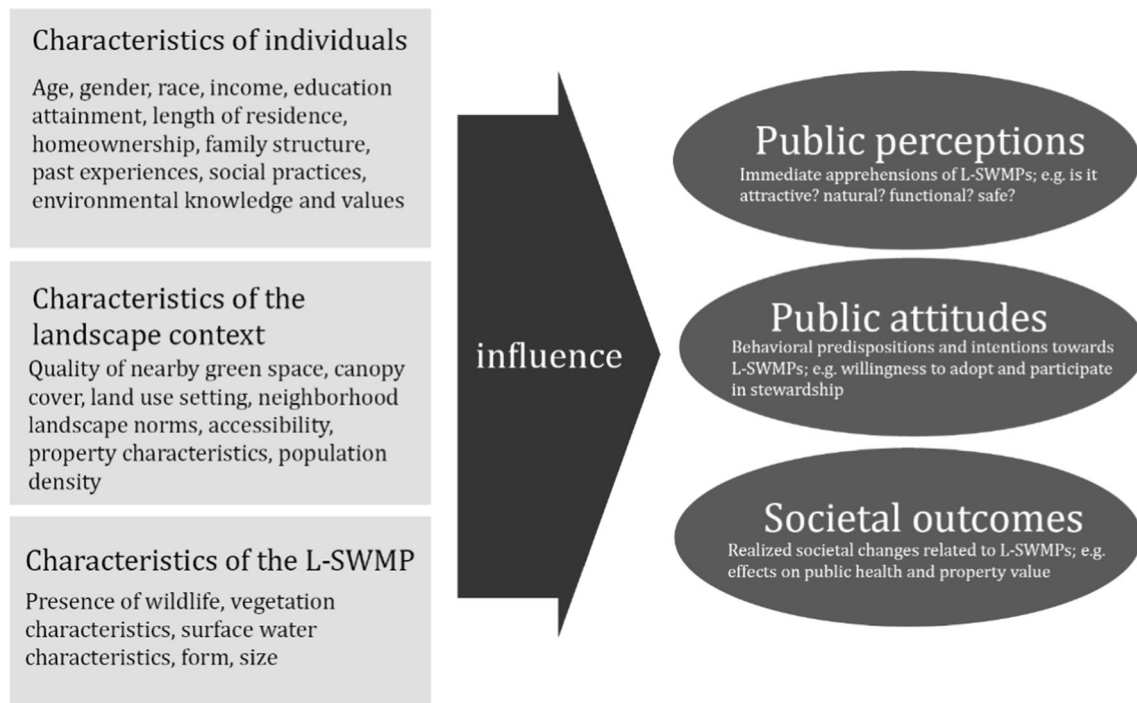 Characteristics of individuals
Age, gender, race, income, education
attainment, length of residence,
homeownership, family structure,
past experiences, social practices,
environmental knowledge and values
Characteristics of the
landscape context
Quality of nearby green space, canopy
cover, land use setting, neighborhood
landscape norms, accessibility,
property characteristics, population
density
Characteristics of the L-SWMP
Presence of wildlife, vegetation
characteristics, surface water
characteristics, form, size
influence
Public perceptions
Immediate apprehensions of L-SWMPs; e.g. is it
attractive? natural? functional? safe?
Public attitudes
Behavioral predispositions and intentions towards
L-SWMPs; e.g. willingness to adopt and participate
in stewardship
Societal outcomes
Realized societal changes related to L-SWMPs; e.g.
effects on public health and property value